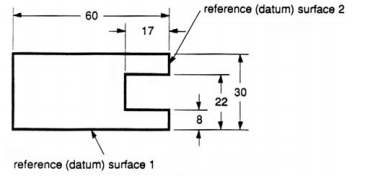 reference (datum) surface 2
60
17
30
22
8
reference (datum) surface 1